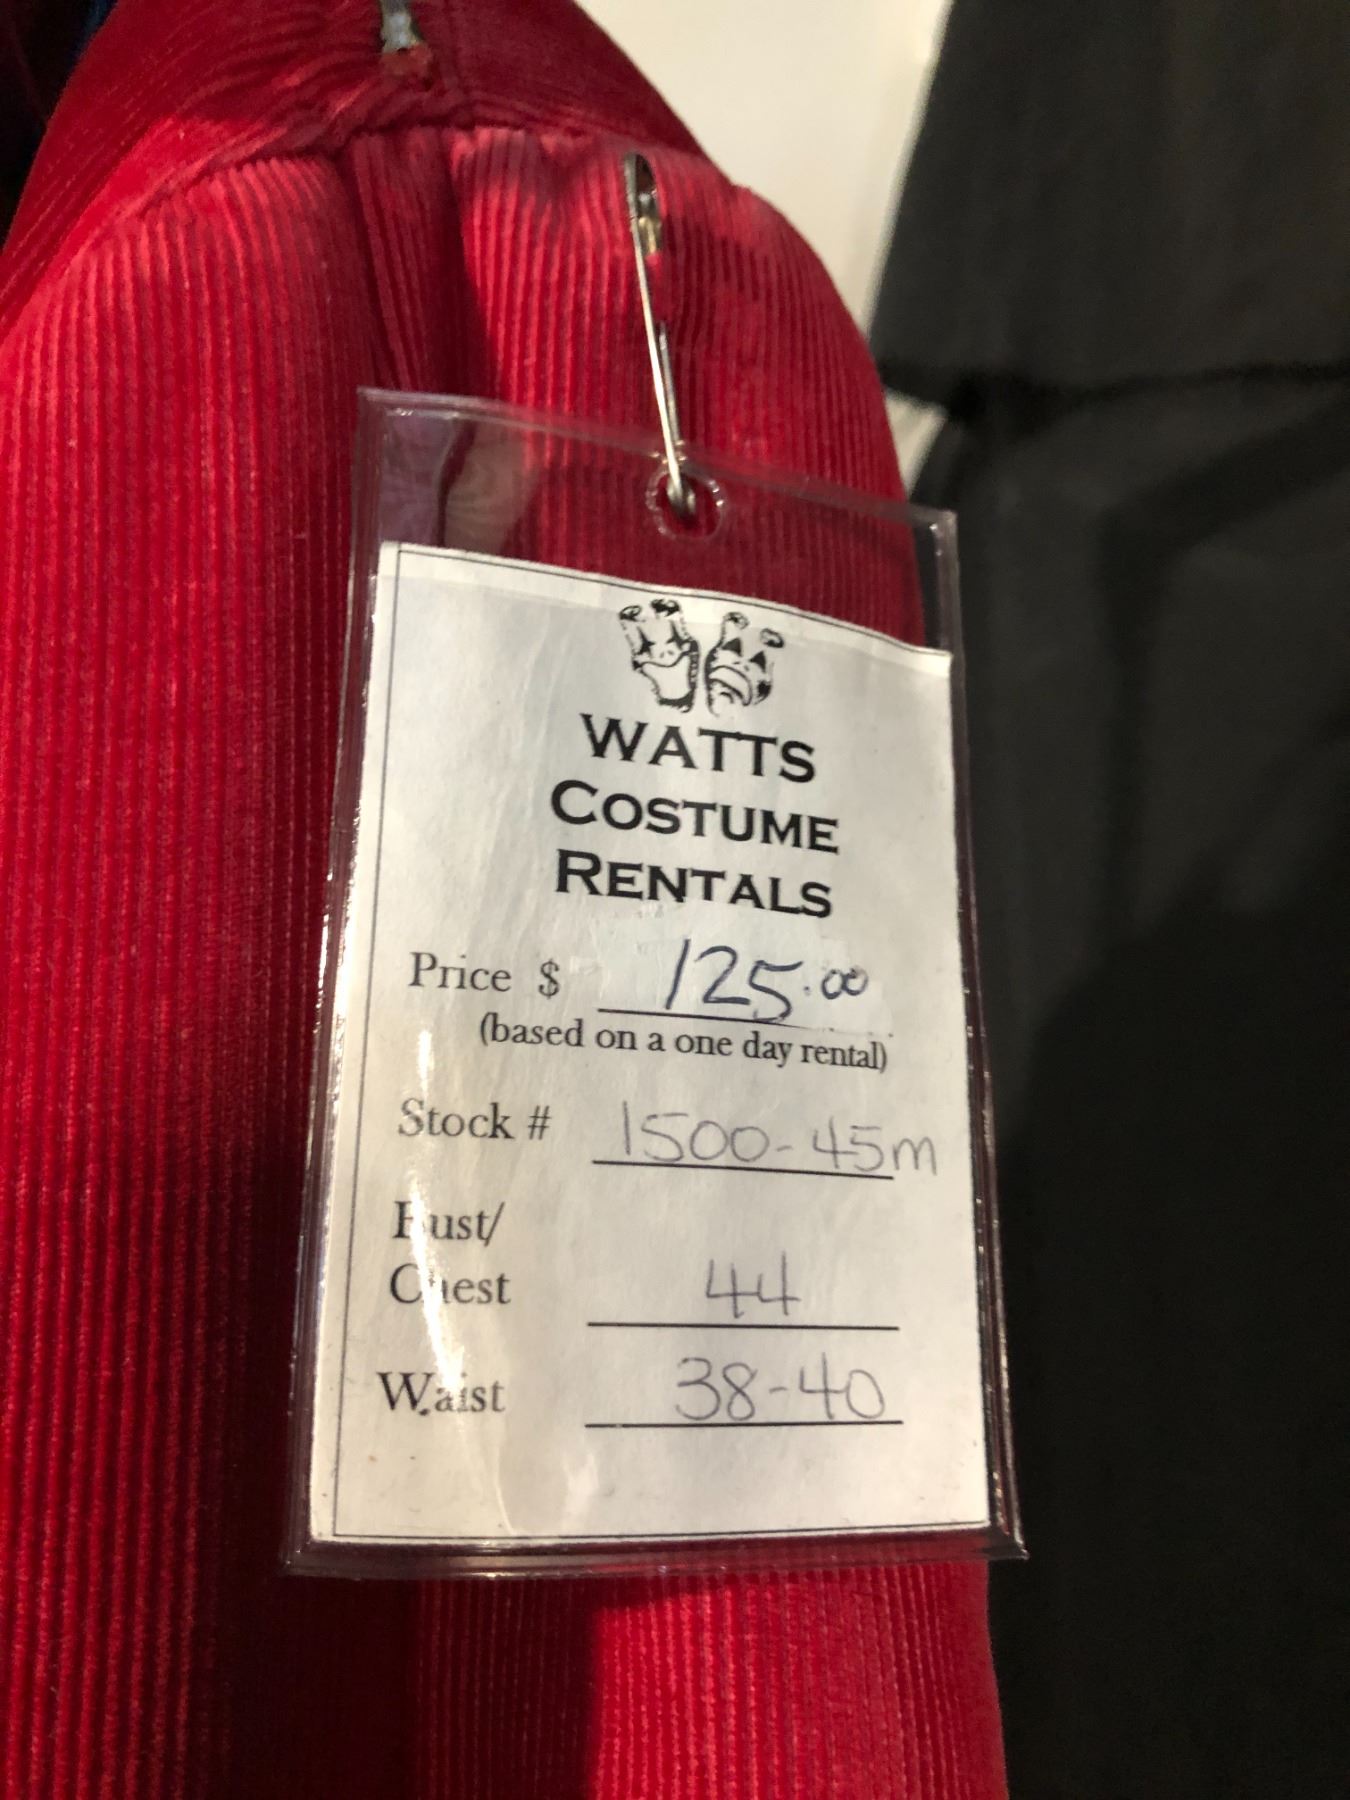 WATTS
COSTUME
RENTALS
Price $ 125.00
(based on a one day rental)
Stock # 1500-45m
Bust/
Chest 44
Waist 38-40